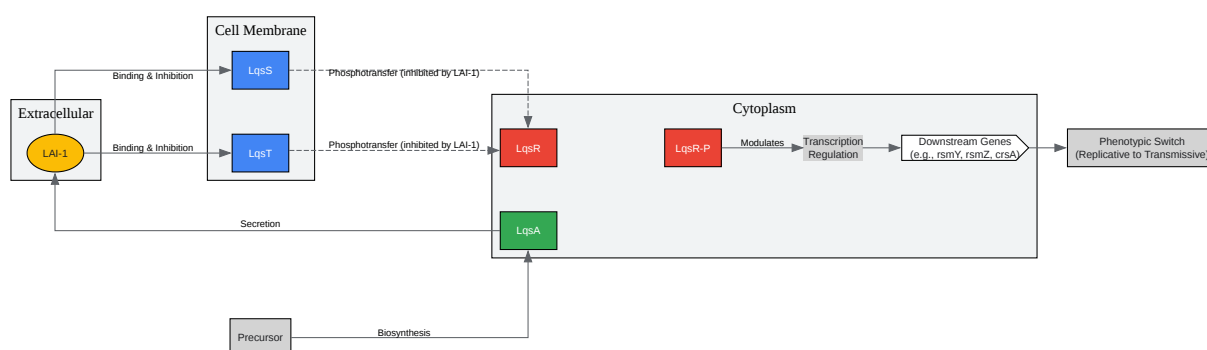 Cell Membrane
LqsS
Binding & Inhibition
Phosphotransfer (inhibited by LAI-1)
Extracellular
LAI-1
Binding & Inhibition
LqsT
Phosphotransfer (inhibited by LAI-1)
Cytoplasm
LqsR
LqsR-P
Modulates
Transcription
Regulation
Downstream Genes
(e.g., rsmY, rsmZ, crsA)
Phenotypic Switch
(Replicative to Transmissive)
Secretion
LqsA
Precursor
Biosynthesis